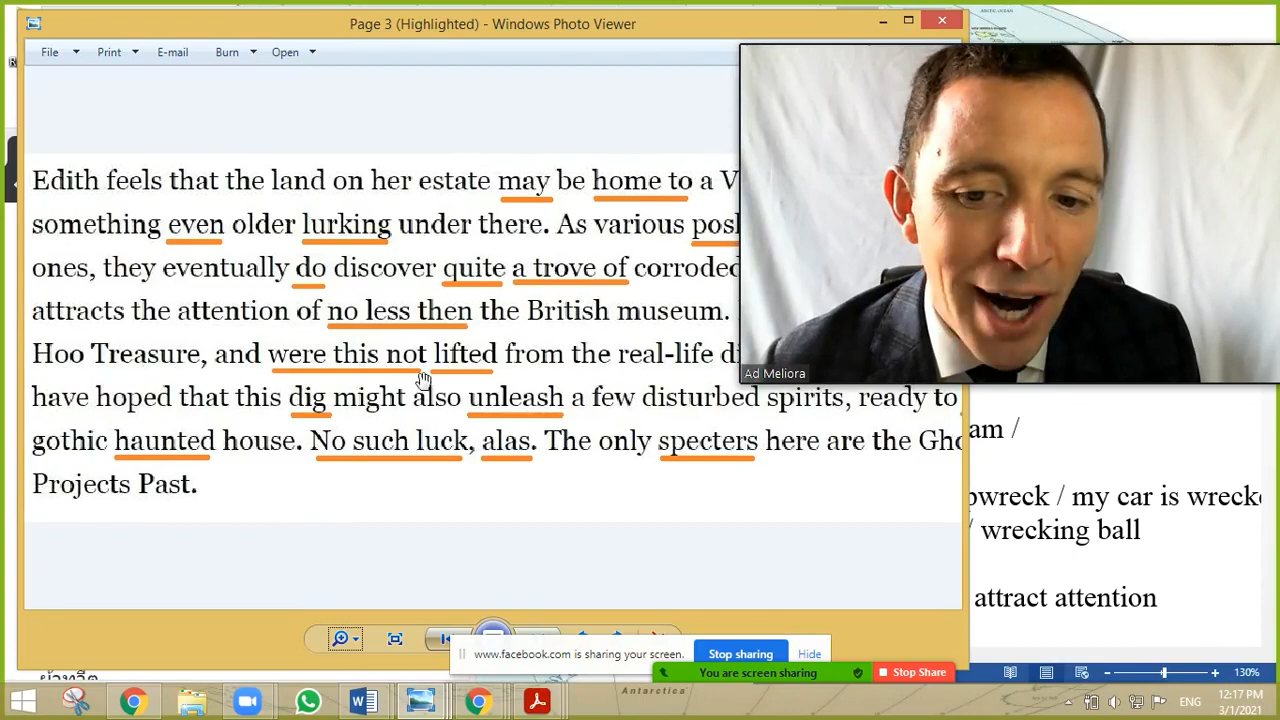 Page 3 (Highlighted) - Windows Photo Viewer
File Print E-mail Burn Open
Edith feels that the land on her estate may be home to a V
something even older lurking under there. As various posh
ones, they eventually do discover quite a trove of corroded
attracts the attention of no less then the British museum.
Hoo Treasure, and were this not lifted from the real-life di
have hoped that this dig might also unleash a few disturbed spirits, ready to
gothic haunted house. No such luck, alas. The only specters here are the Gho
Projects Past.
Ad Meliora
am /
wreck / my car is wrecke
/ wrecking ball
attract attention
www.facebook.com is sharing your screen. Stop sharing Hide
You are screen sharing Stop Share
130%
Antarctica
ENG
12:17 PM
3/1/2021